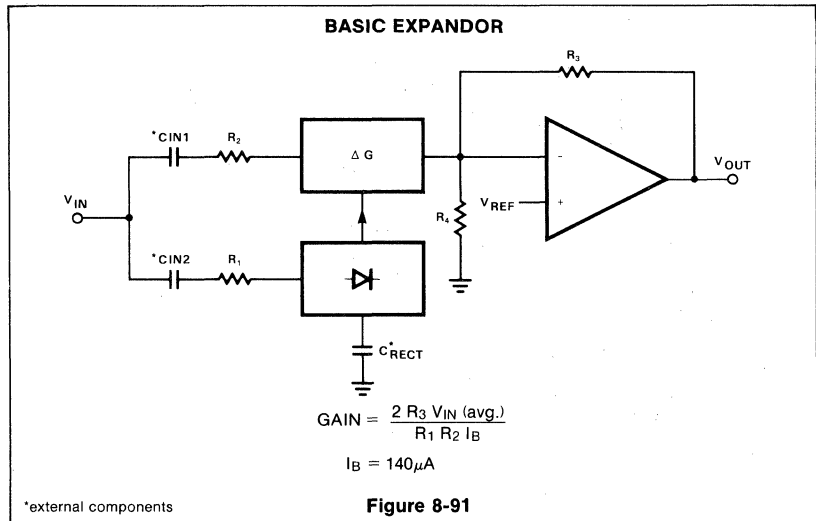 BASIC EXPANDOR
R3
*CIN1
R2
ΔG
VOUT
VIN
VREF
-
+
R4
*CIN2
R1
C*RECT
GAIN = 2 R3 VIN (avg.) / R1 R2 IB
IB = 140μA
*external components
Figure 8-91